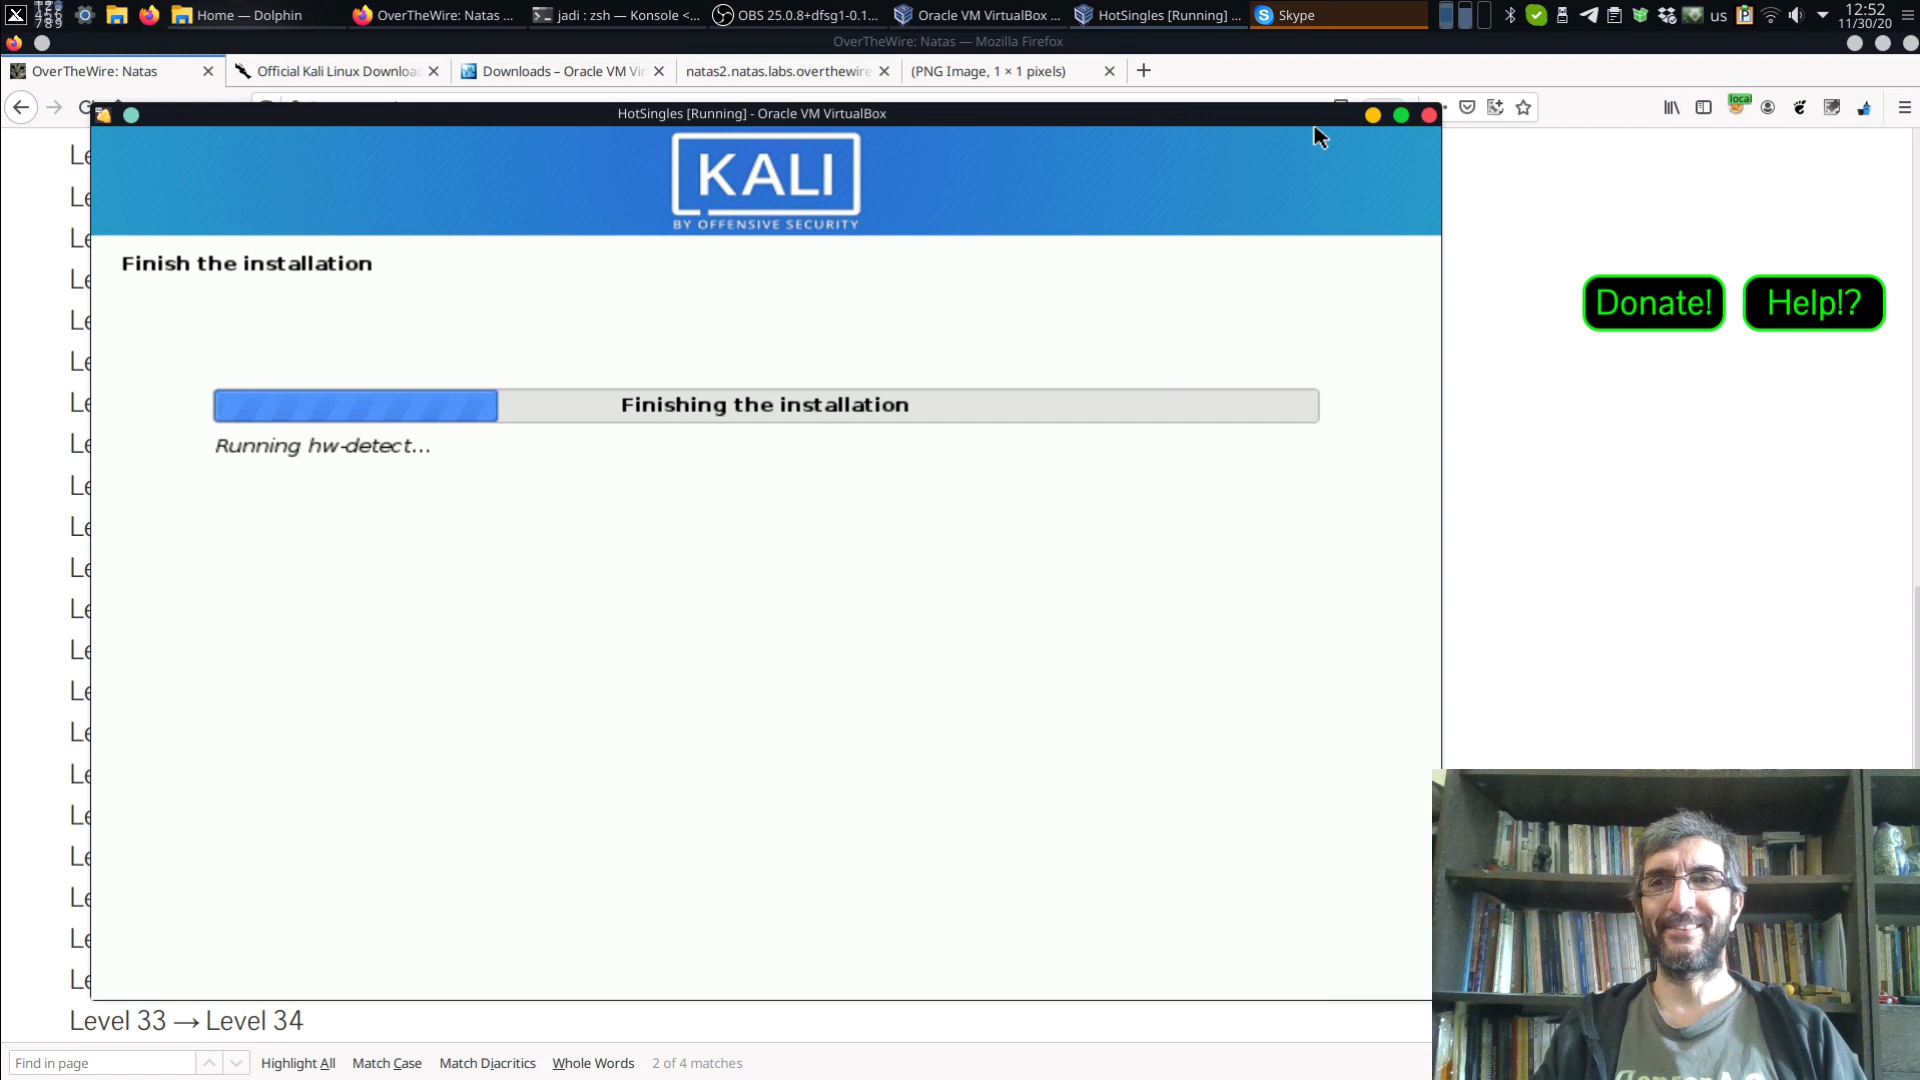 Home — Dolphin
OverTheWire: Natas ...
jadi : zsh — Konsole <...
OBS 25.0.8+dfsg1-0.1...
Oracle VM VirtualBox ...
HotSingles [Running] ...
Skype
us
12:52
11/30/20
OverTheWire: Natas — Mozilla Firefox
OverTheWire: Natas
Official Kali Linux Downloa
Downloads – Oracle VM Vir
natas2.natas.labs.overthewire
(PNG Image, 1 × 1 pixels)
local
HotSingles [Running] - Oracle VM VirtualBox
KALI
BY OFFENSIVE SECURITY
Finish the installation
Donate!
Help!?
Finishing the installation
Running hw-detect...
Level 33 → Level 34
Find in page
Highlight All
Match Case
Match Diacritics
Whole Words
2 of 4 matches